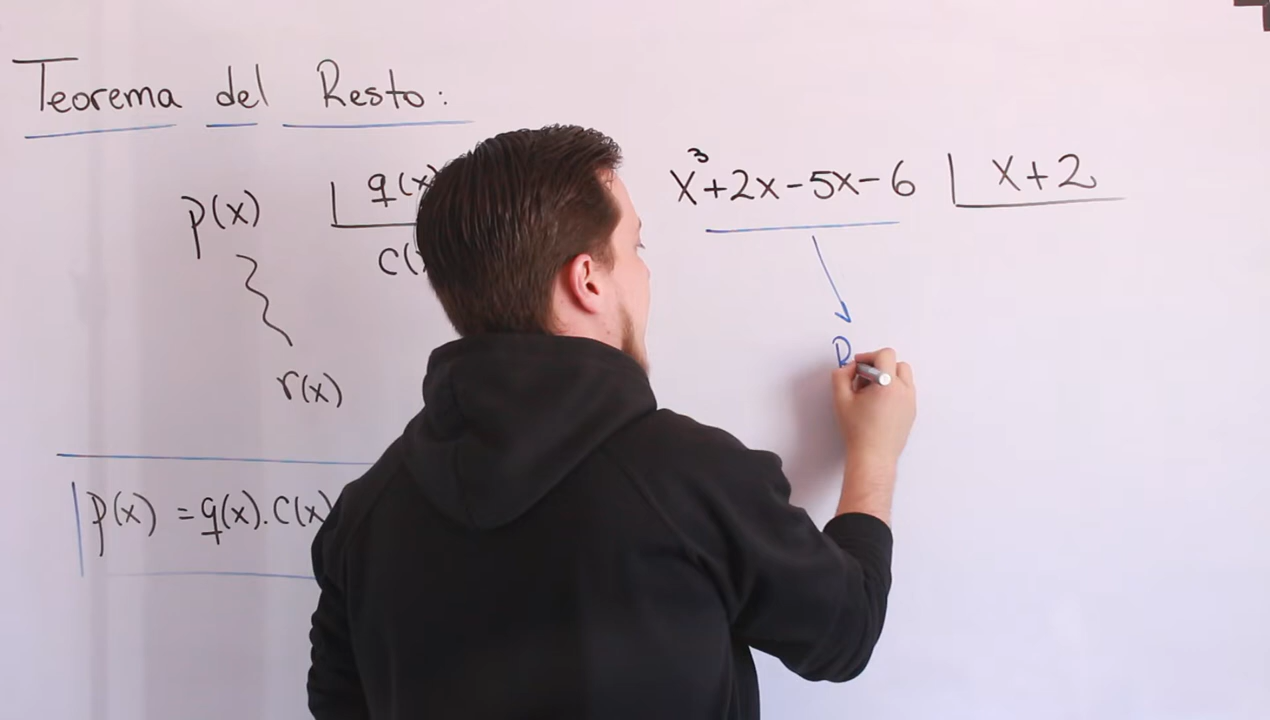 Teorema del Resto:
p(x) q(x)
c(
r(x)
p(x) = q(x).c(x)
x³+2x-5x-6 x+2
R